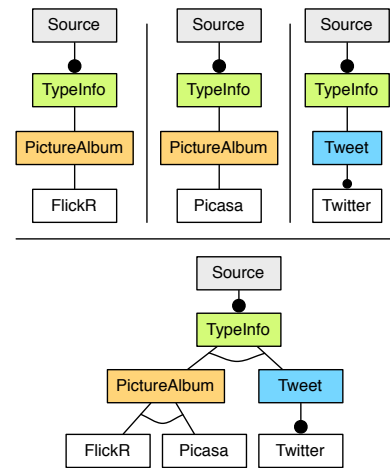 Source Source Source
TypeInfo TypeInfo TypeInfo
PictureAlbum PictureAlbum Tweet
FlickR Picasa Twitter
Source
TypeInfo
PictureAlbum Tweet
FlickR Picasa Twitter